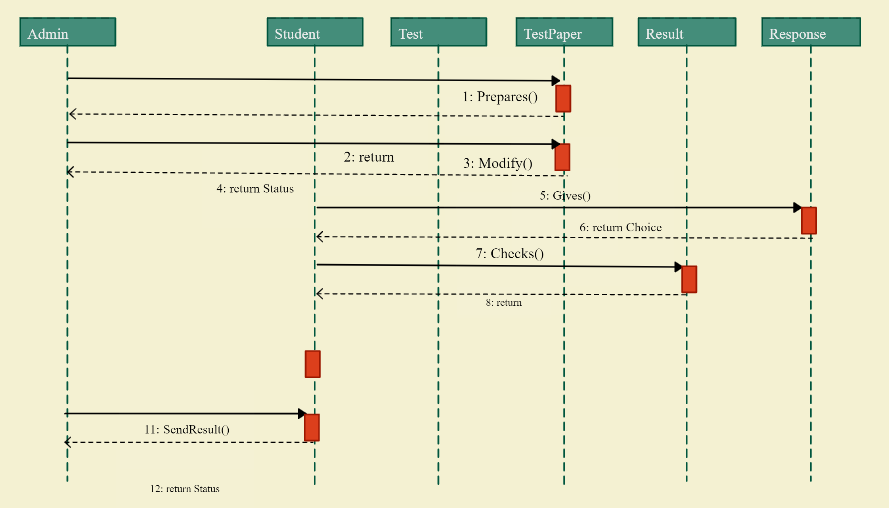 Admin
Student
Test
TestPaper
Result
Response
1: Prepares()
2: return
3: Modify()
4: return Status
5: Gives()
6: return Choice
7: Checks()
8: return
11: SendResult()
12: return Status